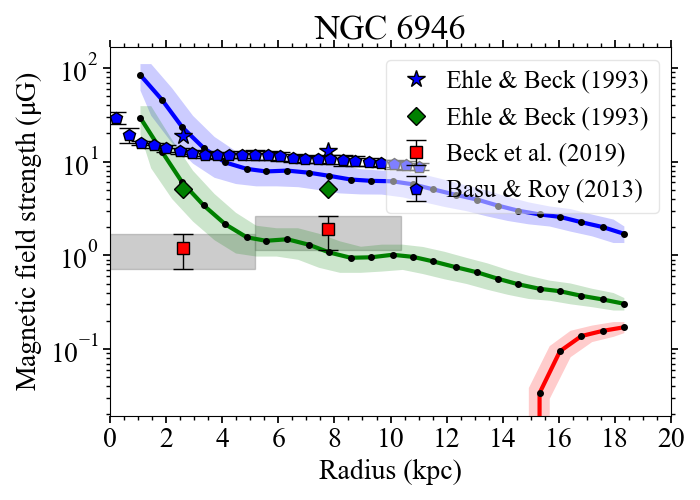 NGC 6946
Magnetic field strength (μG)
10²
10¹
10⁰
10⁻¹
Ehle & Beck (1993)
Ehle & Beck (1993)
Beck et al. (2019)
Basu & Roy (2013)
0 2 4 6 8 10 12 14 16 18 20
Radius (kpc)